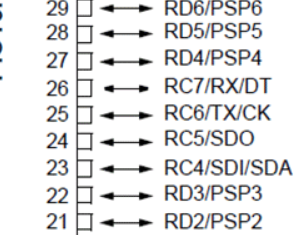 29 RD6/PSP6
28 RD5/PSP5
27 RD4/PSP4
26 RC7/RX/DT
25 RC6/TX/CK
24 RC5/SDO
23 RC4/SDI/SDA
22 RD3/PSP3
21 RD2/PSP2